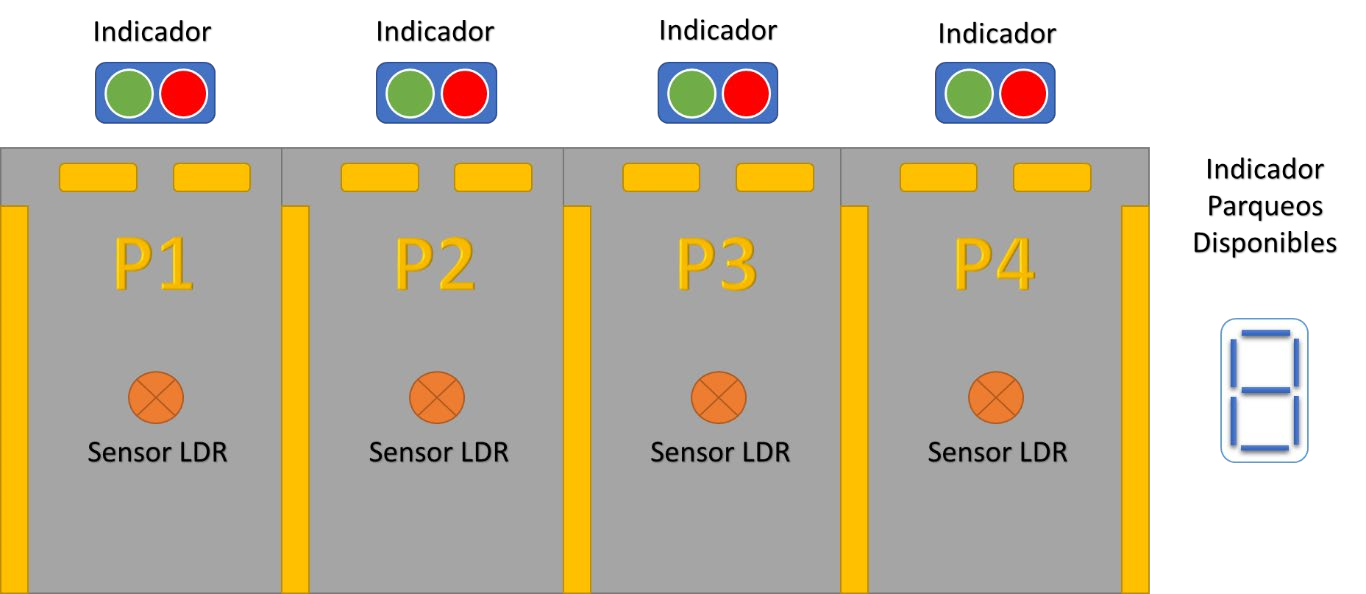 Indicador
Indicador
Indicador
Indicador
P1
P2
P3
P4
Sensor LDR
Sensor LDR
Sensor LDR
Sensor LDR
Indicador
Parqueos
Disponibles
8